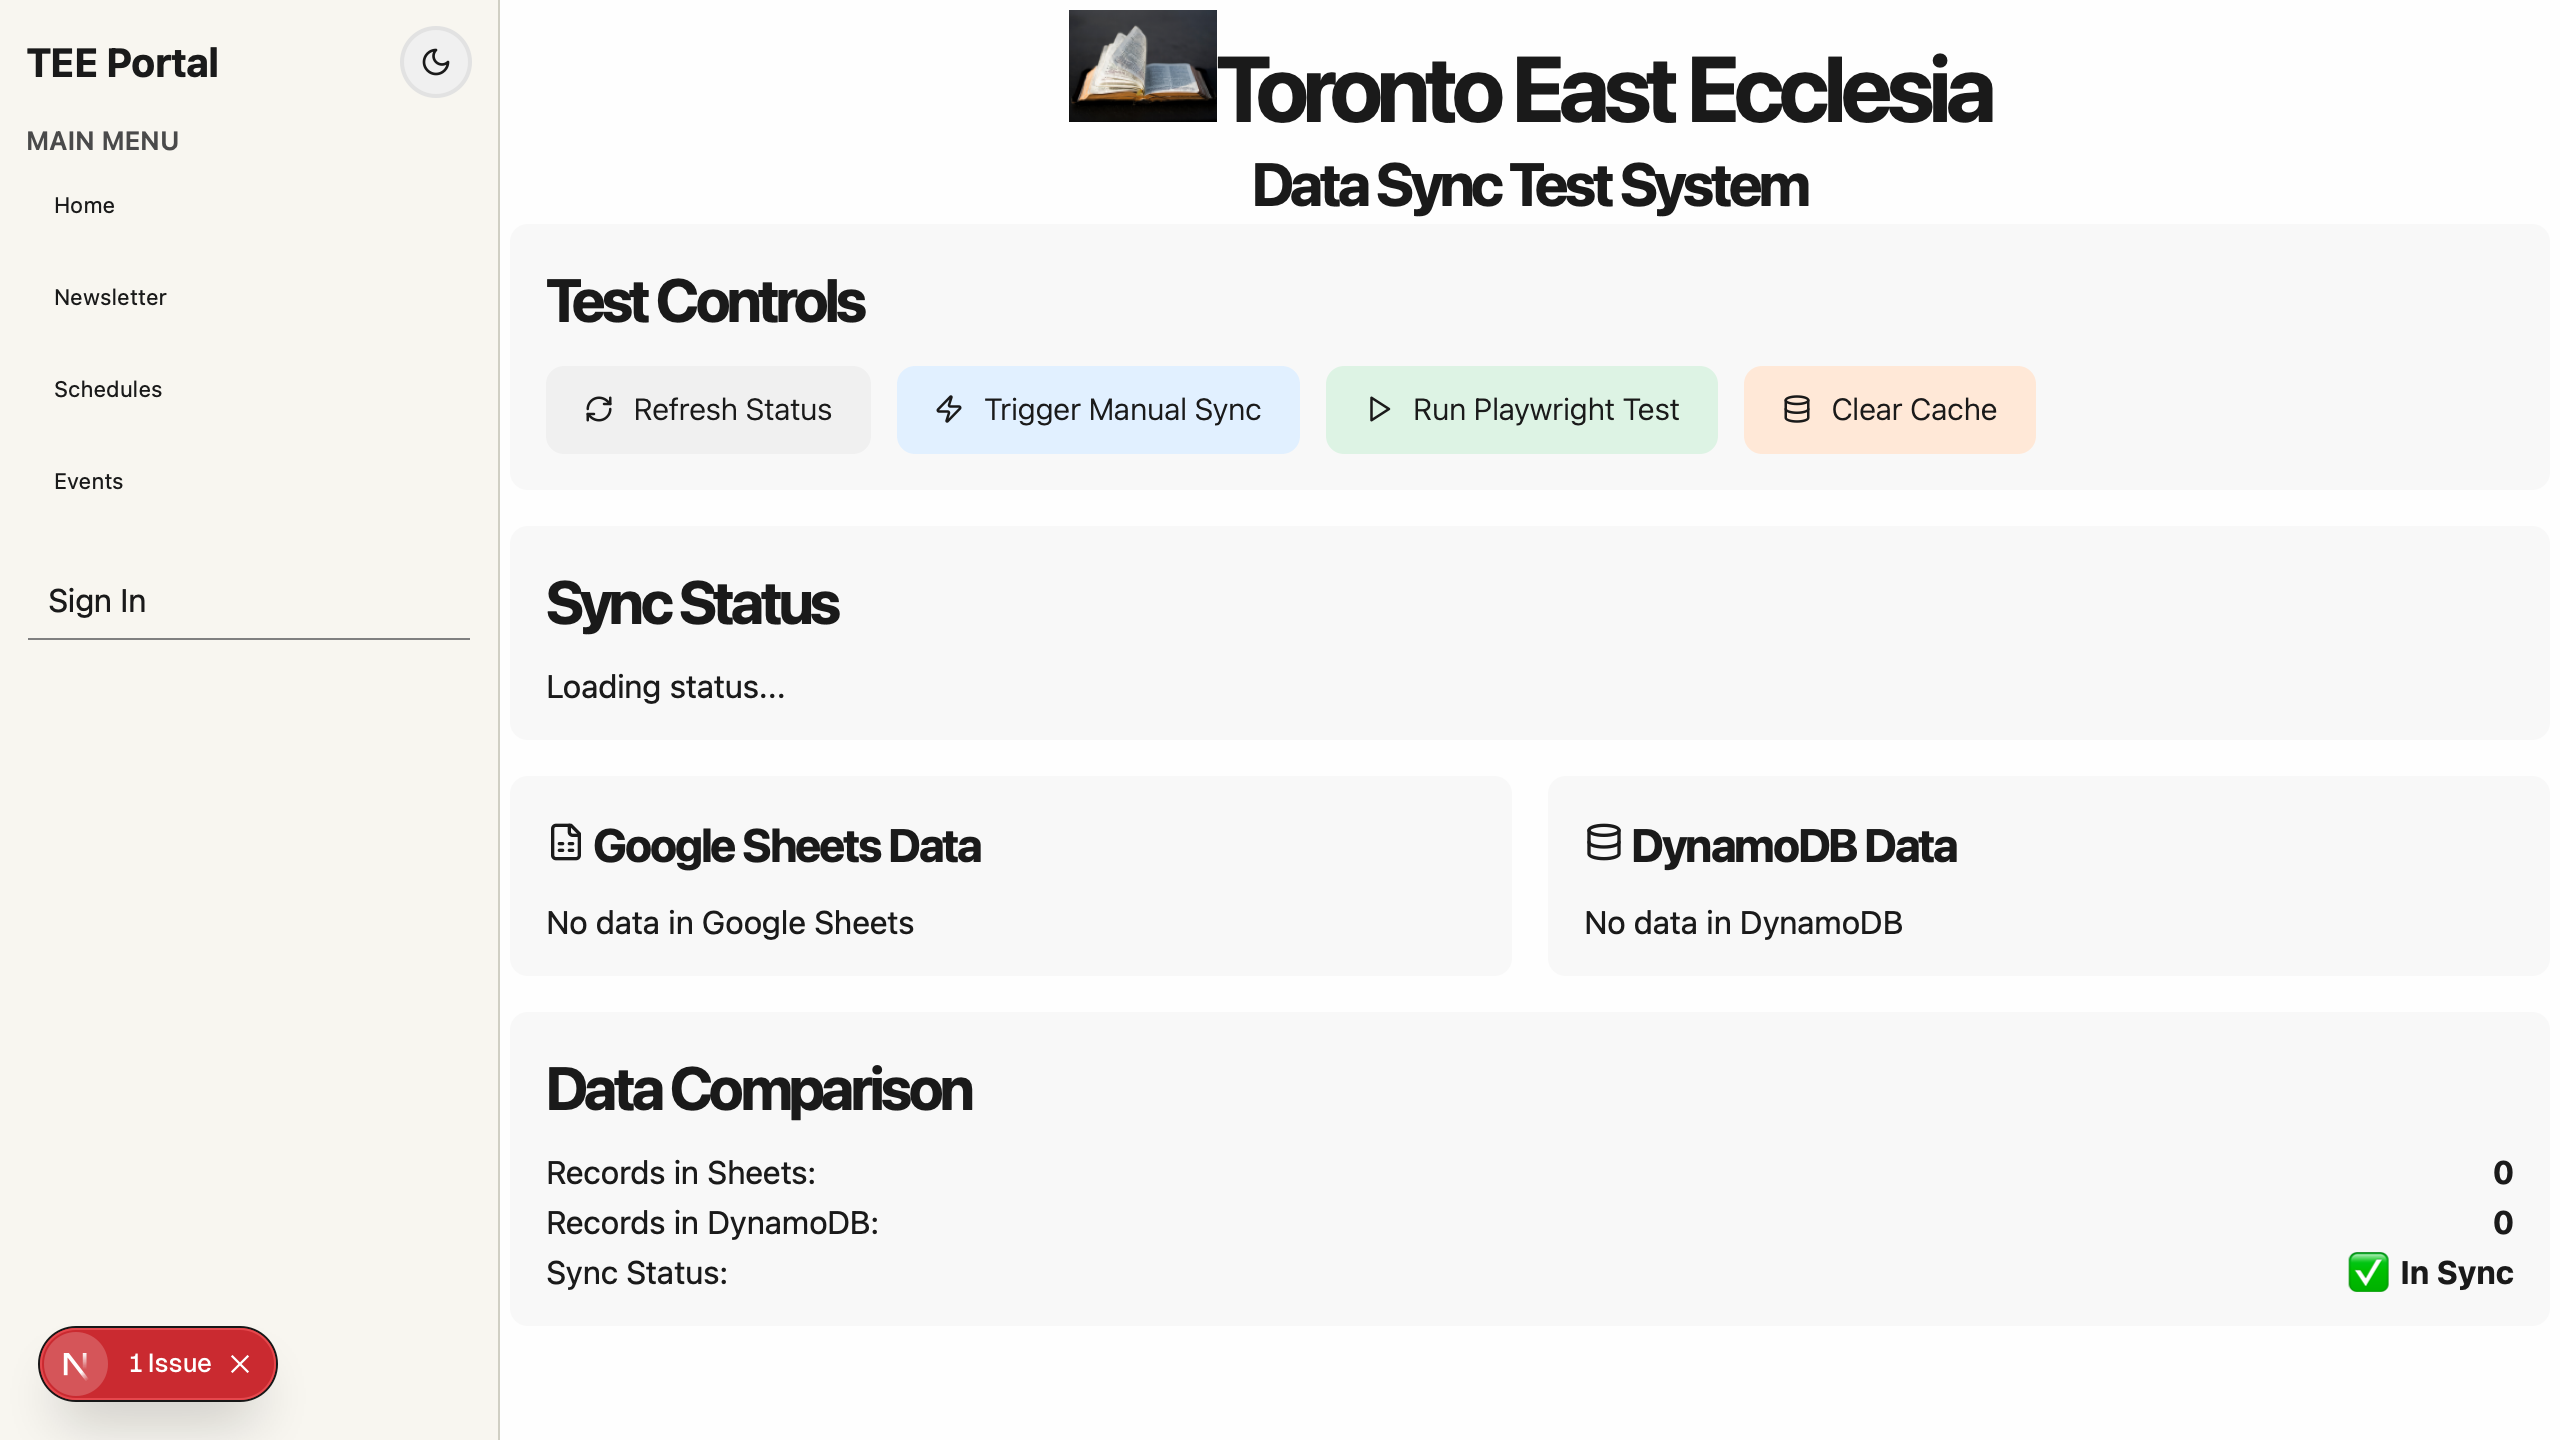 TEE Portal
MAIN MENU
Home
Newsletter
Schedules
Events
Sign In
N 1 Issue
Toronto East Ecclesia
Data Sync Test System
Test Controls
Refresh Status
Trigger Manual Sync
Run Playwright Test
Clear Cache
Sync Status
Loading status...
Google Sheets Data
No data in Google Sheets
DynamoDB Data
No data in DynamoDB
Data Comparison
Records in Sheets: 0
Records in DynamoDB: 0
Sync Status: ✅ In Sync